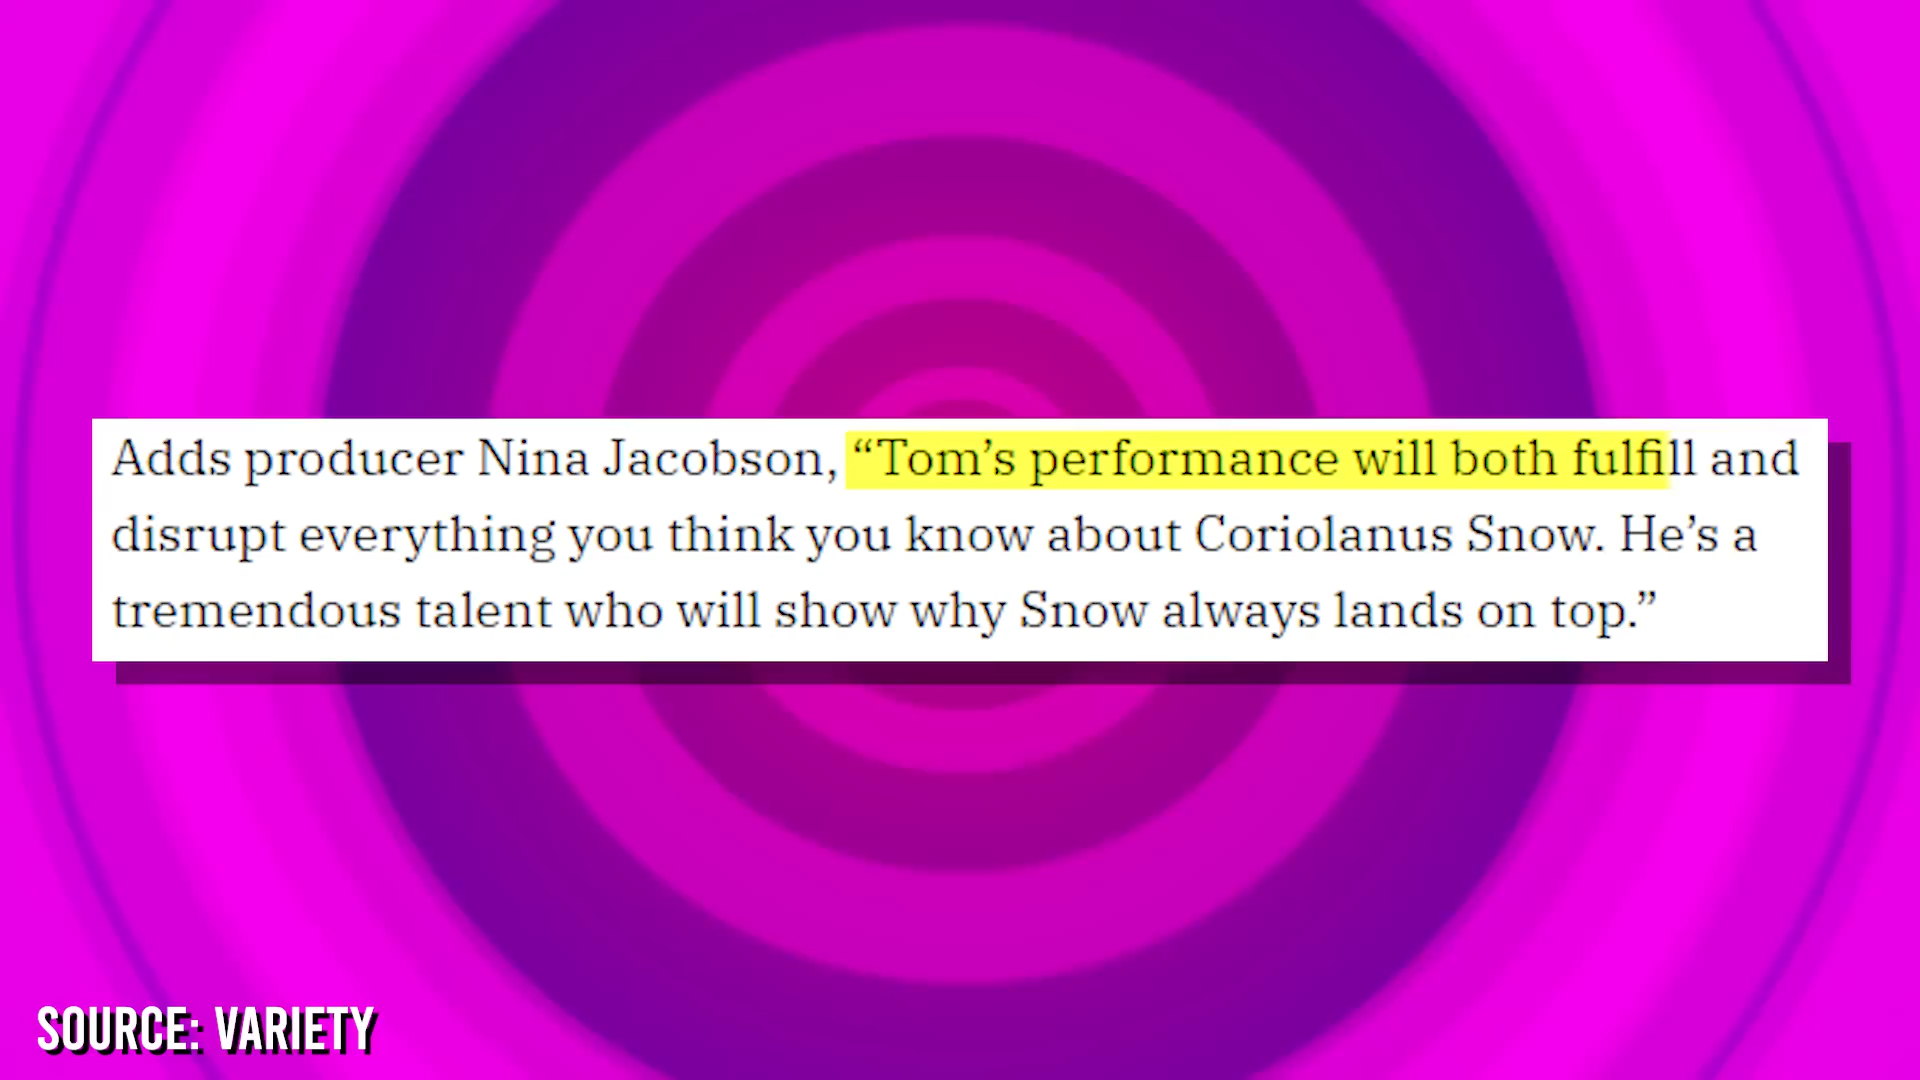 Adds producer Nina Jacobson, “Tom’s performance will both fulfill and
disrupt everything you think you know about Coriolanus Snow. He’s a
tremendous talent who will show why Snow always lands on top.”
SOURCE: VARIETY